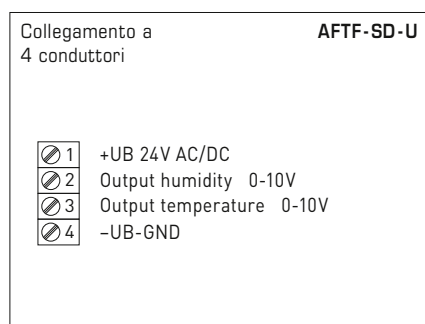 Collegamento a AFTF-SD-U
4 conduttori
1 +UB 24V AC/DC
2 Output humidity 0-10V
3 Output temperature 0-10V
4 –UB-GND